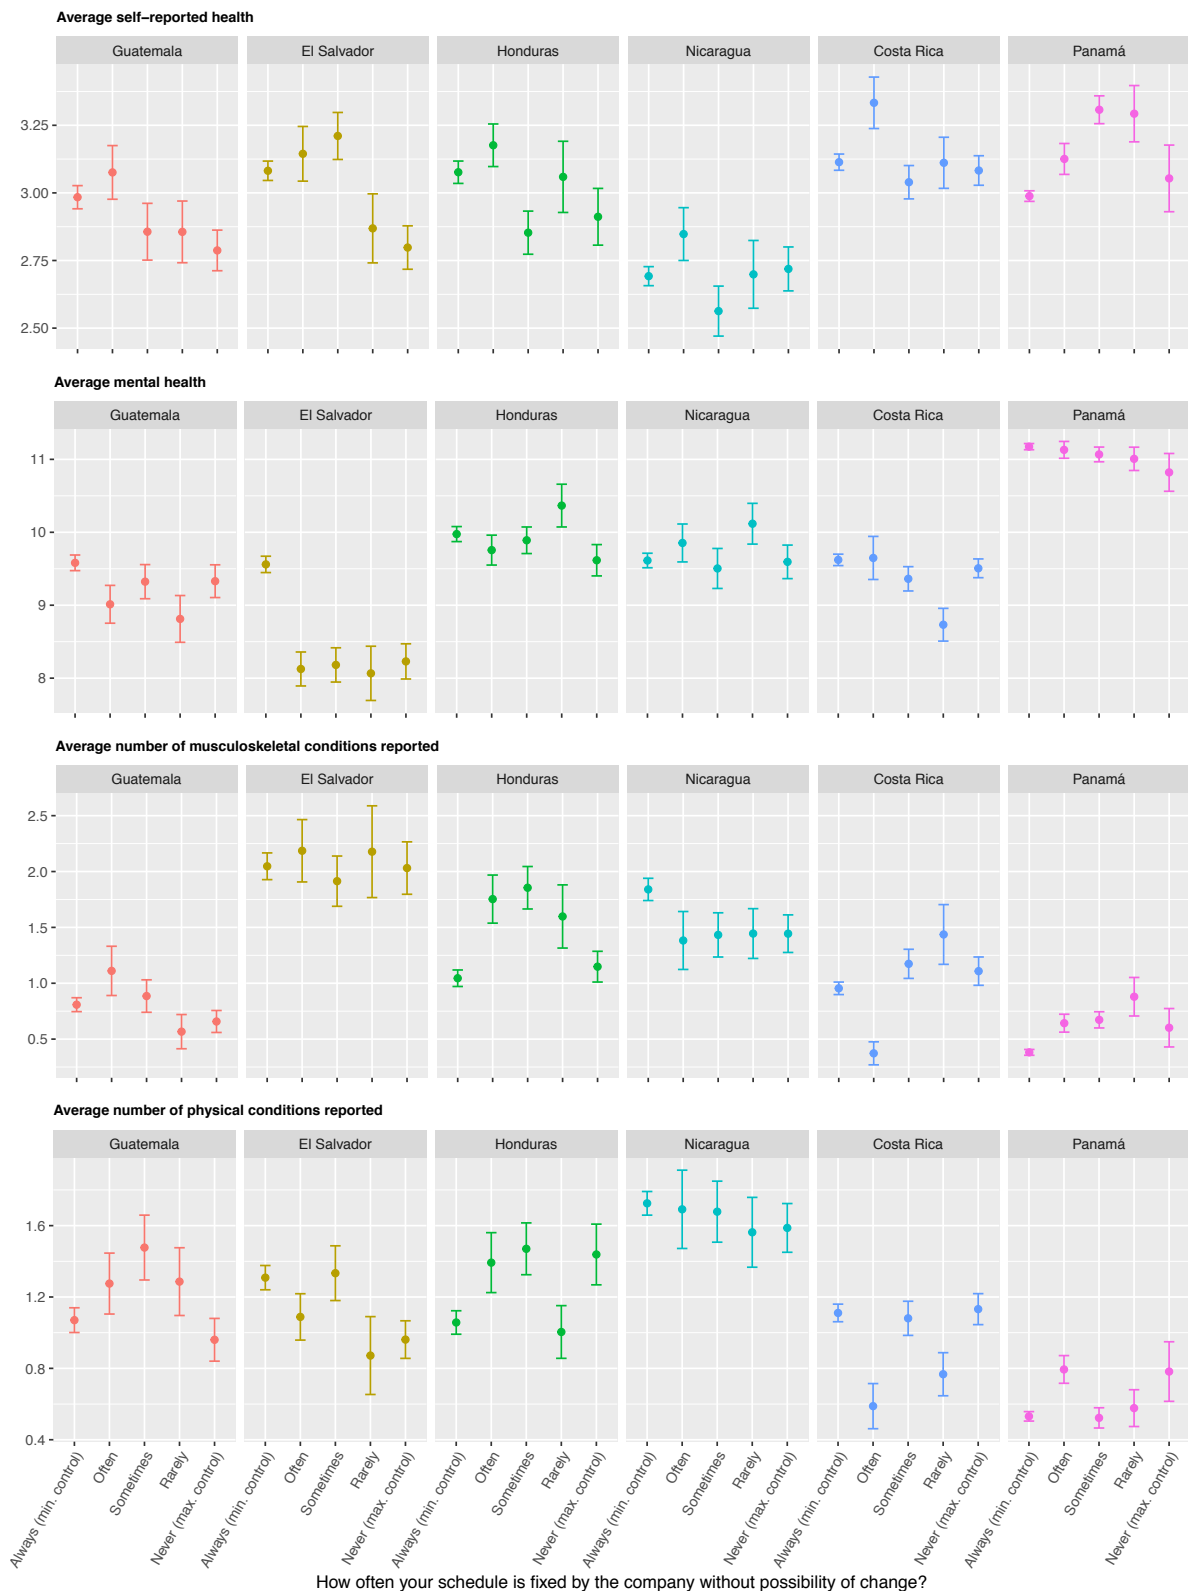 Average self−reported health
Guatemala El Salvador Honduras Nicaragua Costa Rica Panamá
3.25
3.00
2.75
2.50
Average mental health
Guatemala El Salvador Honduras Nicaragua Costa Rica Panamá
11
10
9
8
Average number of musculoskeletal conditions reported
Guatemala El Salvador Honduras Nicaragua Costa Rica Panamá
2.5
2.0
1.5
1.0
0.5
Average number of physical conditions reported
Guatemala El Salvador Honduras Nicaragua Costa Rica Panamá
1.6
1.2
0.8
0.4
Always (min. control) Often Sometimes Rarely Never (max. control) Always (min. control) Often Sometimes Rarely Never (max. control) Always (min. control) Often Sometimes Rarely Never (max. control) Always (min. control) Often Sometimes Rarely Never (max. control) Always (min. control) Often Sometimes Rarely Never (max. control) Always (min. control) Often Sometimes Rarely Never (max. control)
How often your schedule is fixed by the company without possibility of change?